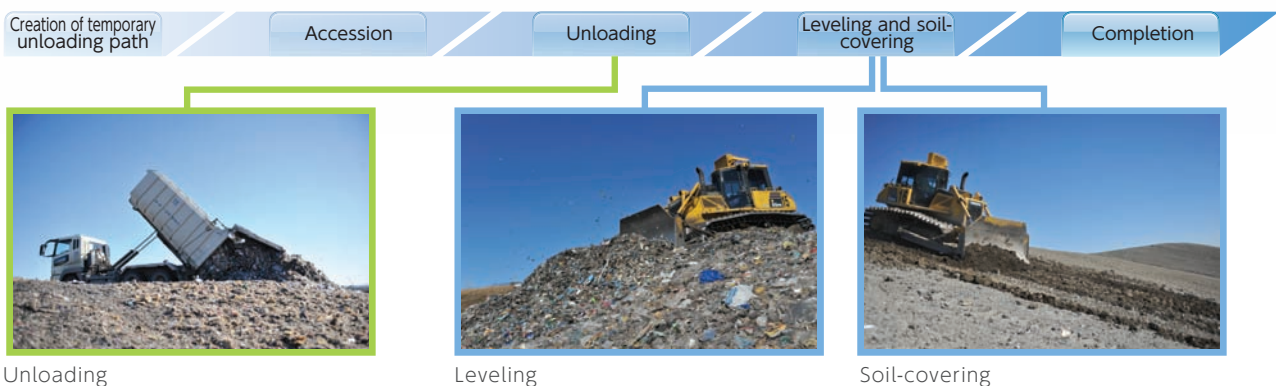 Creation of temporary
unloading path
Accession
Unloading
Leveling and soil-
covering
Completion
Unloading
Leveling
Soil-covering